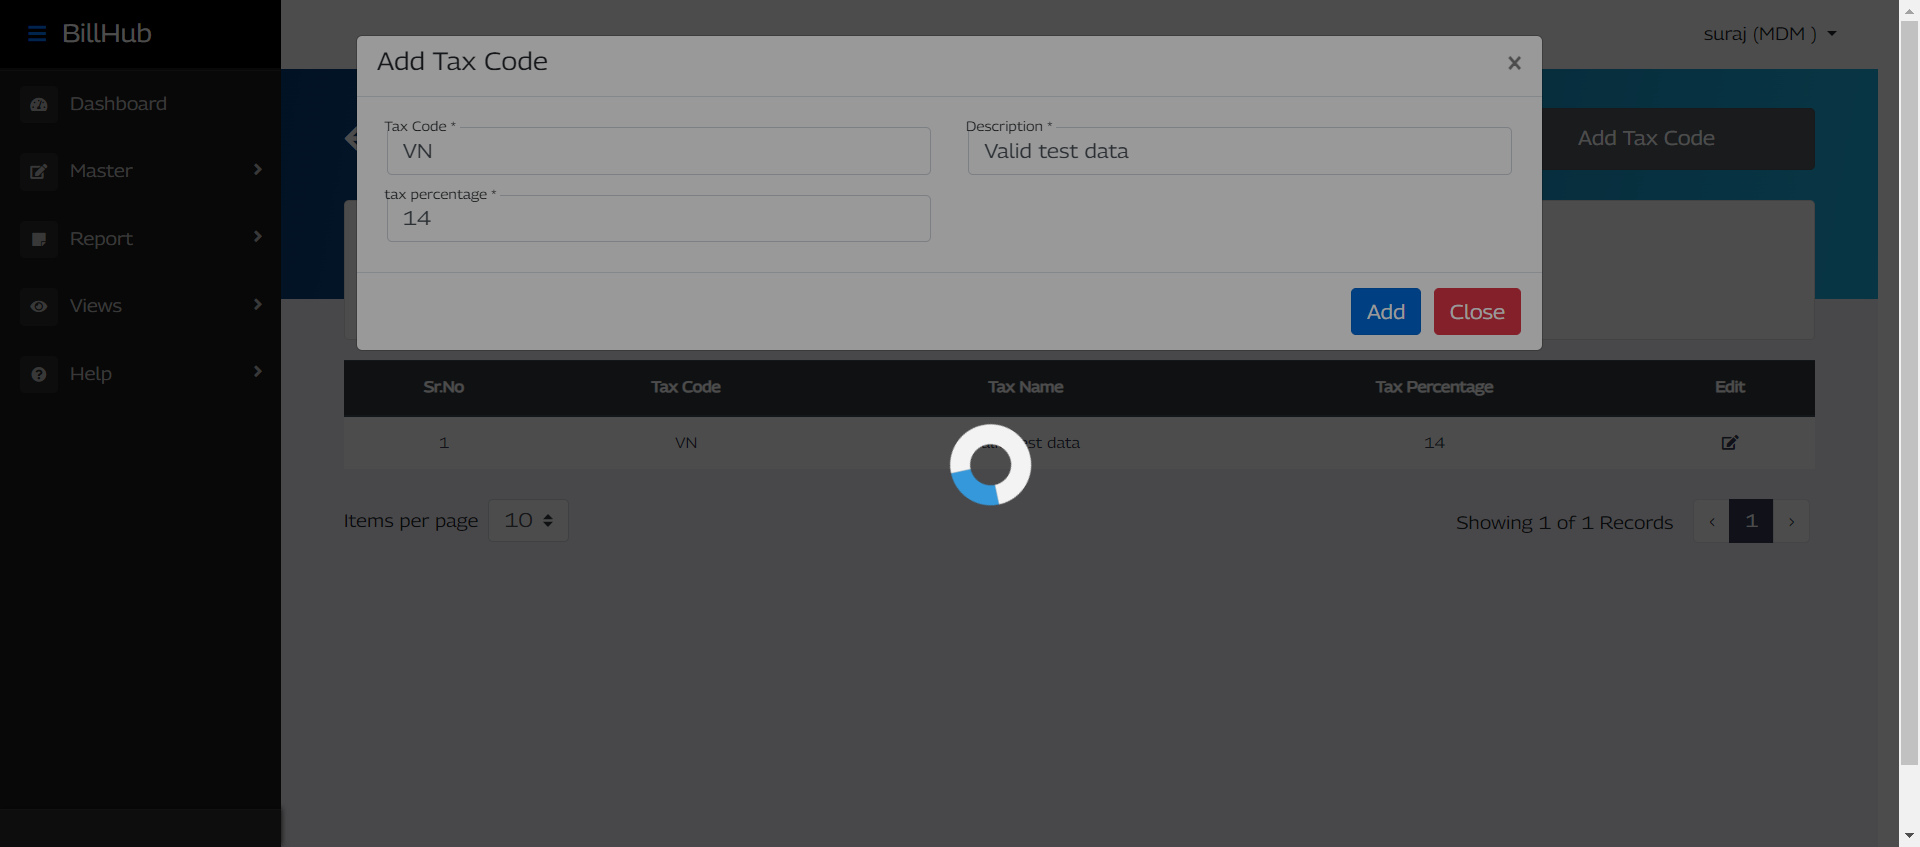 BillHub
suraj (MDM )
Dashboard
Master
Report
Views
Help
Add Tax Code
×
Tax Code *
VN
Description *
Valid test data
tax percentage *
14
Add
Close
Add Tax Code
Sr.No Tax Code Tax Name Tax Percentage Edit
1 VN test data 14
Items per page 10
Showing 1 of 1 Records ‹ 1 ›